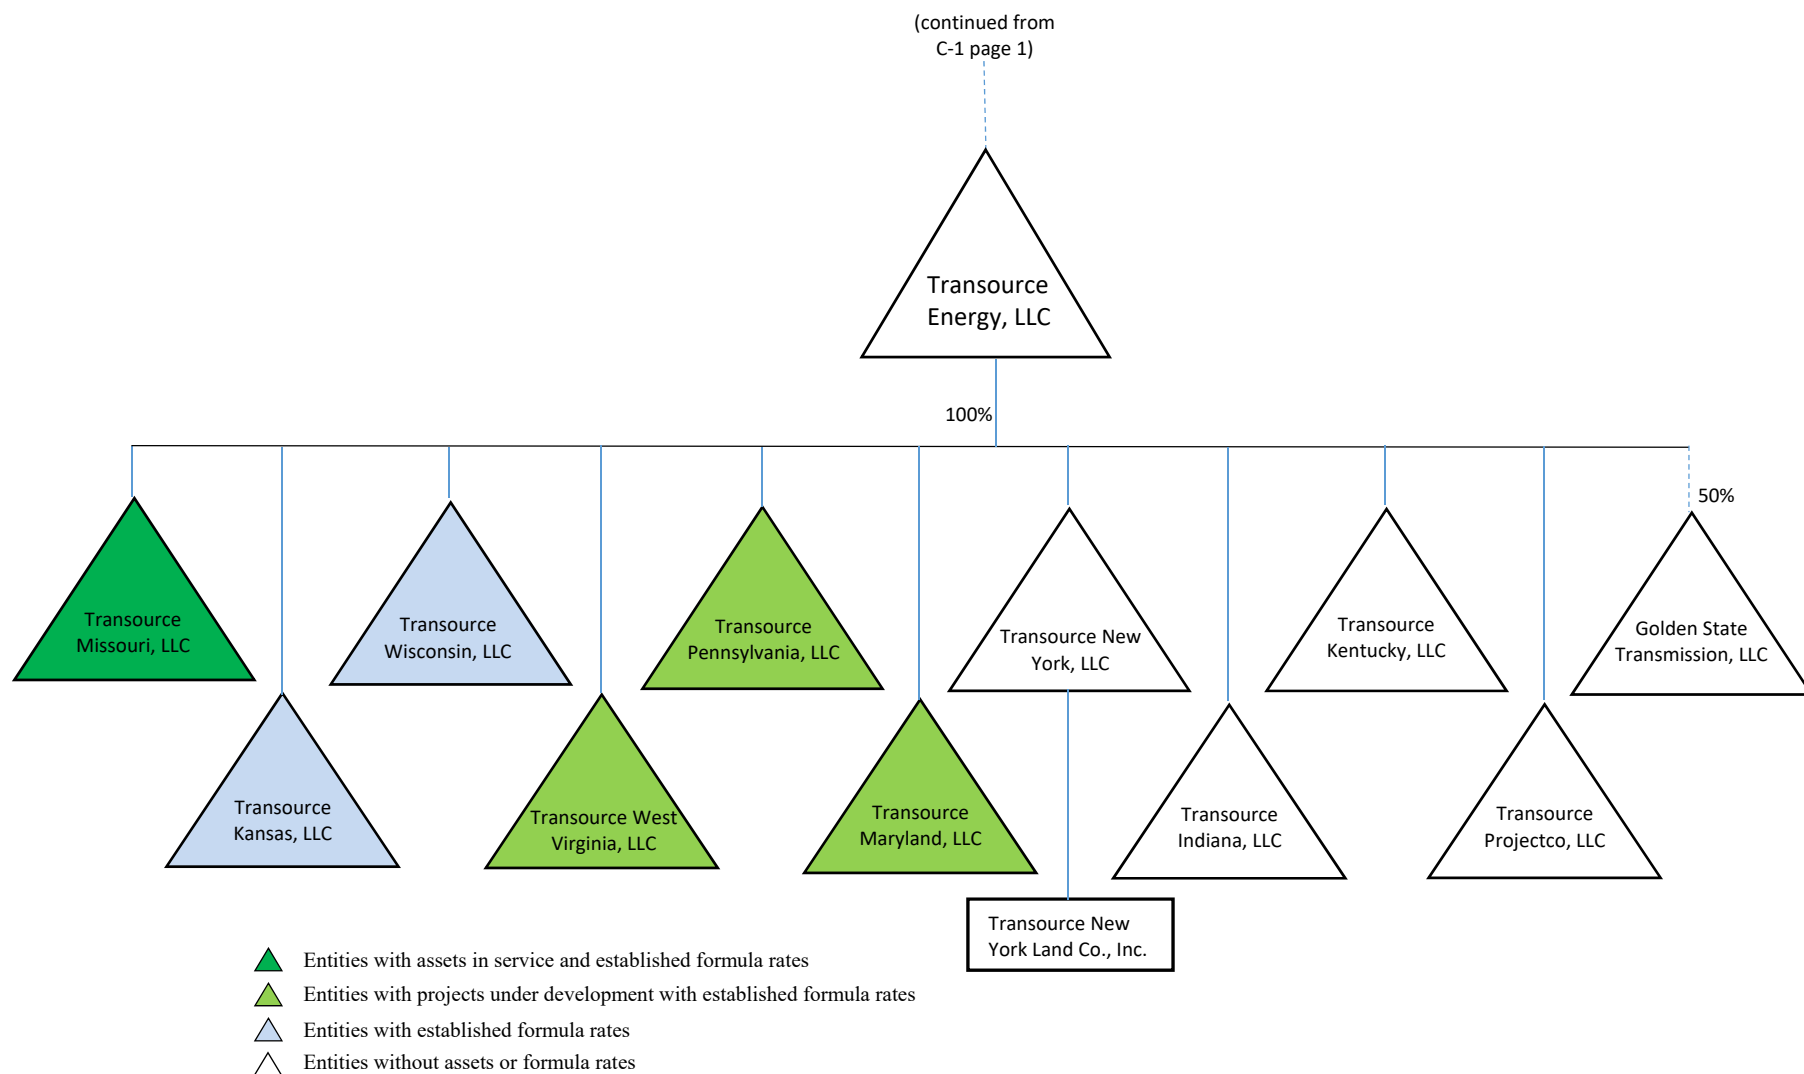 (continued from
C-1 page 1)
Transource
Energy, LLC
100%
50%
Transource
Missouri, LLC
Transource
Wisconsin, LLC
Transource
Pennsylvania, LLC
Transource New
York, LLC
Transource
Kentucky, LLC
Golden State
Transmission, LLC
Transource
Kansas, LLC
Transource West
Virginia, LLC
Transource
Maryland, LLC
Transource
Indiana, LLC
Transource
Projectco, LLC
Transource New
York Land Co., Inc.
Entities with assets in service and established formula rates
Entities with projects under development with established formula rates
Entities with established formula rates
Entities without assets or formula rates